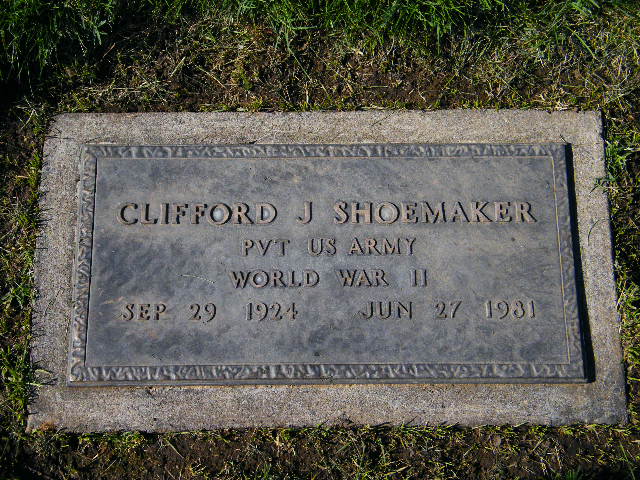 CLIFFORD J SHOEMAKER
PVT US ARMY
WORLD WAR II
SEP 29 1924 JUN 27 1981